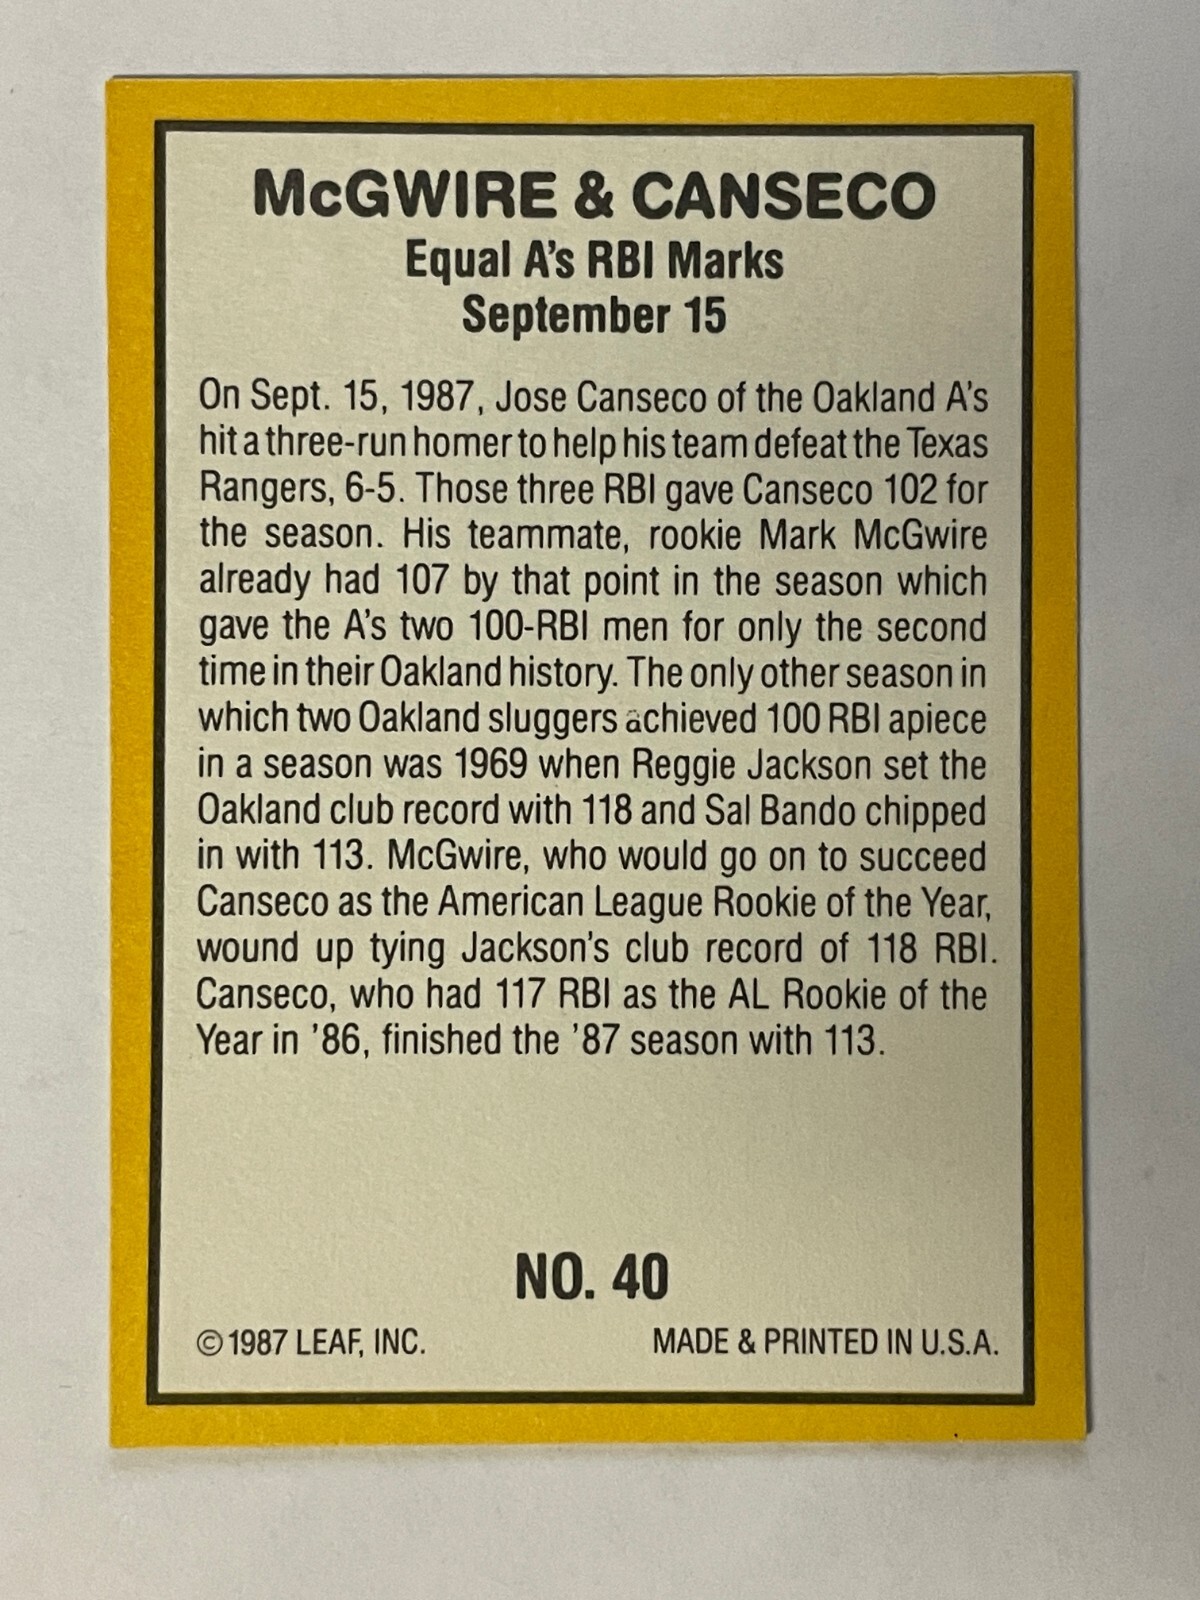 McGWIRE & CANSECO
Equal A's RBI Marks
September 15
On Sept. 15, 1987, Jose Canseco of the Oakland A's
hit a three-run homer to help his team defeat the Texas
Rangers, 6-5. Those three RBI gave Canseco 102 for
the season. His teammate, rookie Mark McGwire
already had 107 by that point in the season which
gave the A's two 100-RBI men for only the second
time in their Oakland history. The only other season in
which two Oakland sluggers achieved 100 RBI apiece
in a season was 1969 when Reggie Jackson set the
Oakland club record with 118 and Sal Bando chipped
in with 113. McGwire, who would go on to succeed
Canseco as the American League Rookie of the Year,
wound up tying Jackson's club record of 118 RBI.
Canseco, who had 117 RBI as the AL Rookie of the
Year in '86, finished the '87 season with 113.
NO. 40
© 1987 LEAF, INC. MADE & PRINTED IN U.S.A.